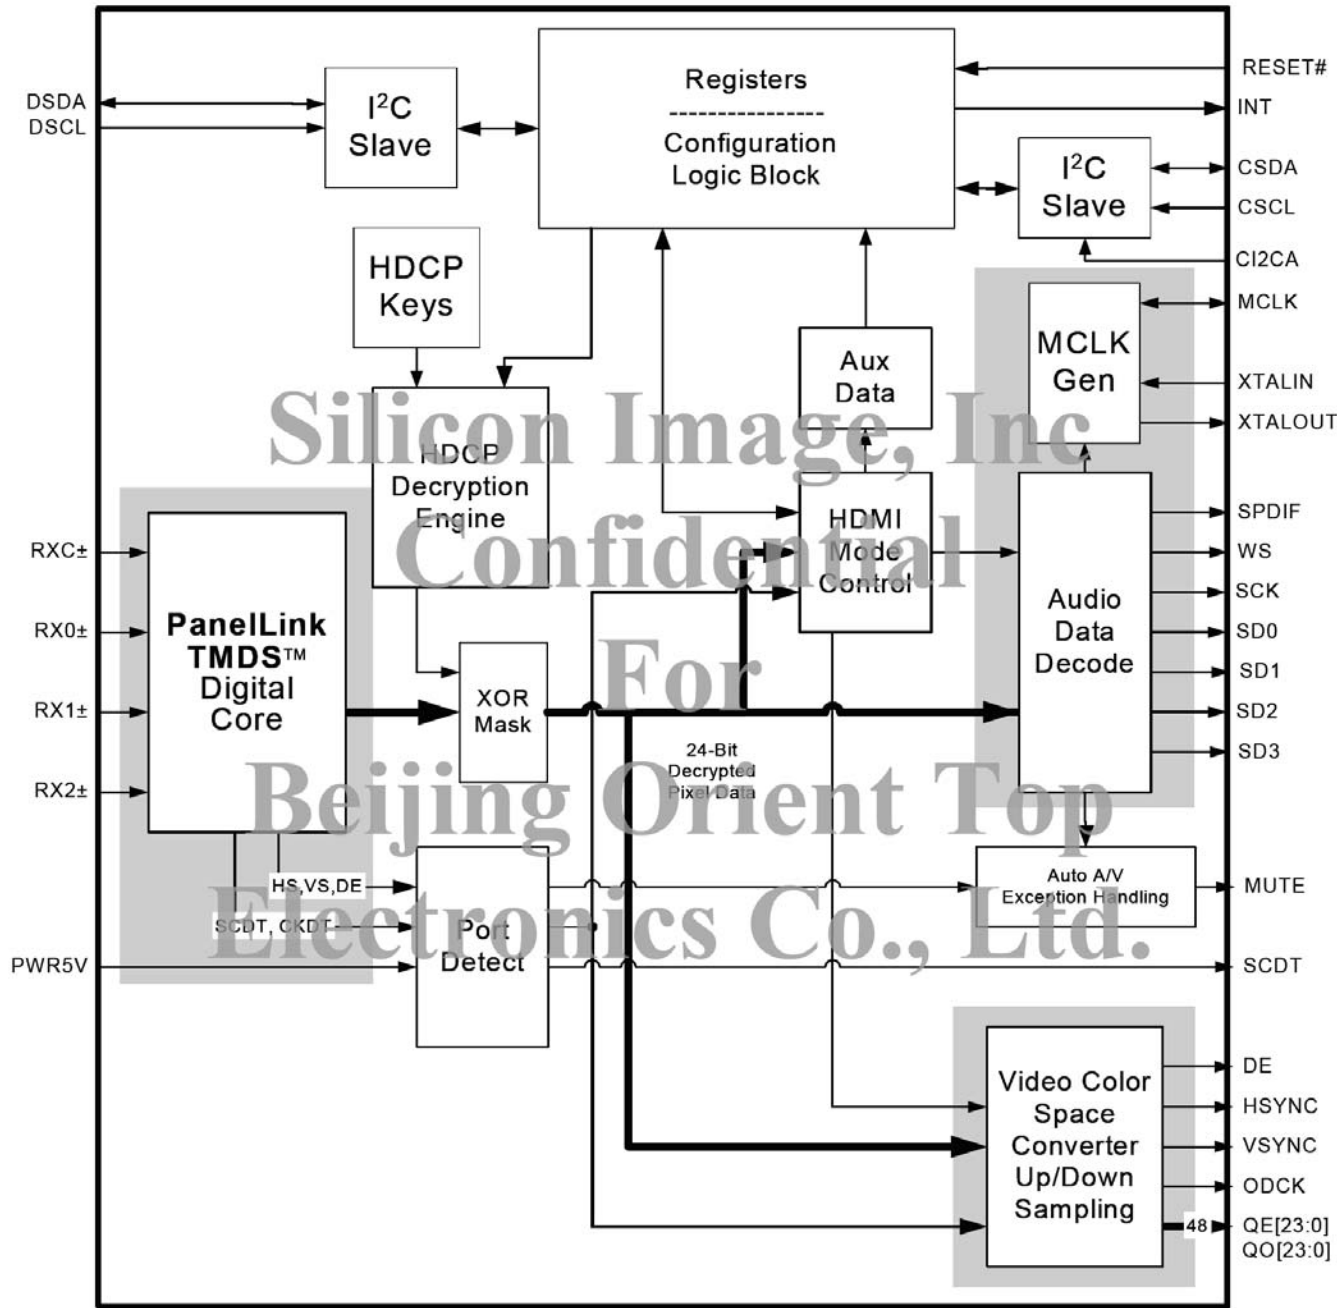 Registers
----------------
Configuration
Logic Block
RESET#
INT
DSDA
DSCL
I²C
Slave
I²C
Slave
CSDA
CSCL
CI2CA
HDCP
Keys
MCLK
MCLK
Gen
XTALIN
XTALOUT
Aux
Data
HDCP
Decryption
Engine
HDMI
Mode
Control
SPDIF
WS
SCK
SD0
SD1
SD2
SD3
Audio
Data
Decode
RXC±
RX0±
RX1±
RX2±
PanelLink
TMDS™
Digital
Core
XOR
Mask
24-Bit
Decrypted
Pixel Data
HS,VS,DE
SCDT, CKDT
PWR5V
Port
Detect
Auto A/V
Exception Handling
MUTE
SCDT
Video Color
Space
Converter
Up/Down
Sampling
DE
HSYNC
VSYNC
ODCK
48
QE[23:0]
QO[23:0]
Silicon Image, Inc
Confidential
For
Beijing Orient Top
Electronics Co., Ltd.